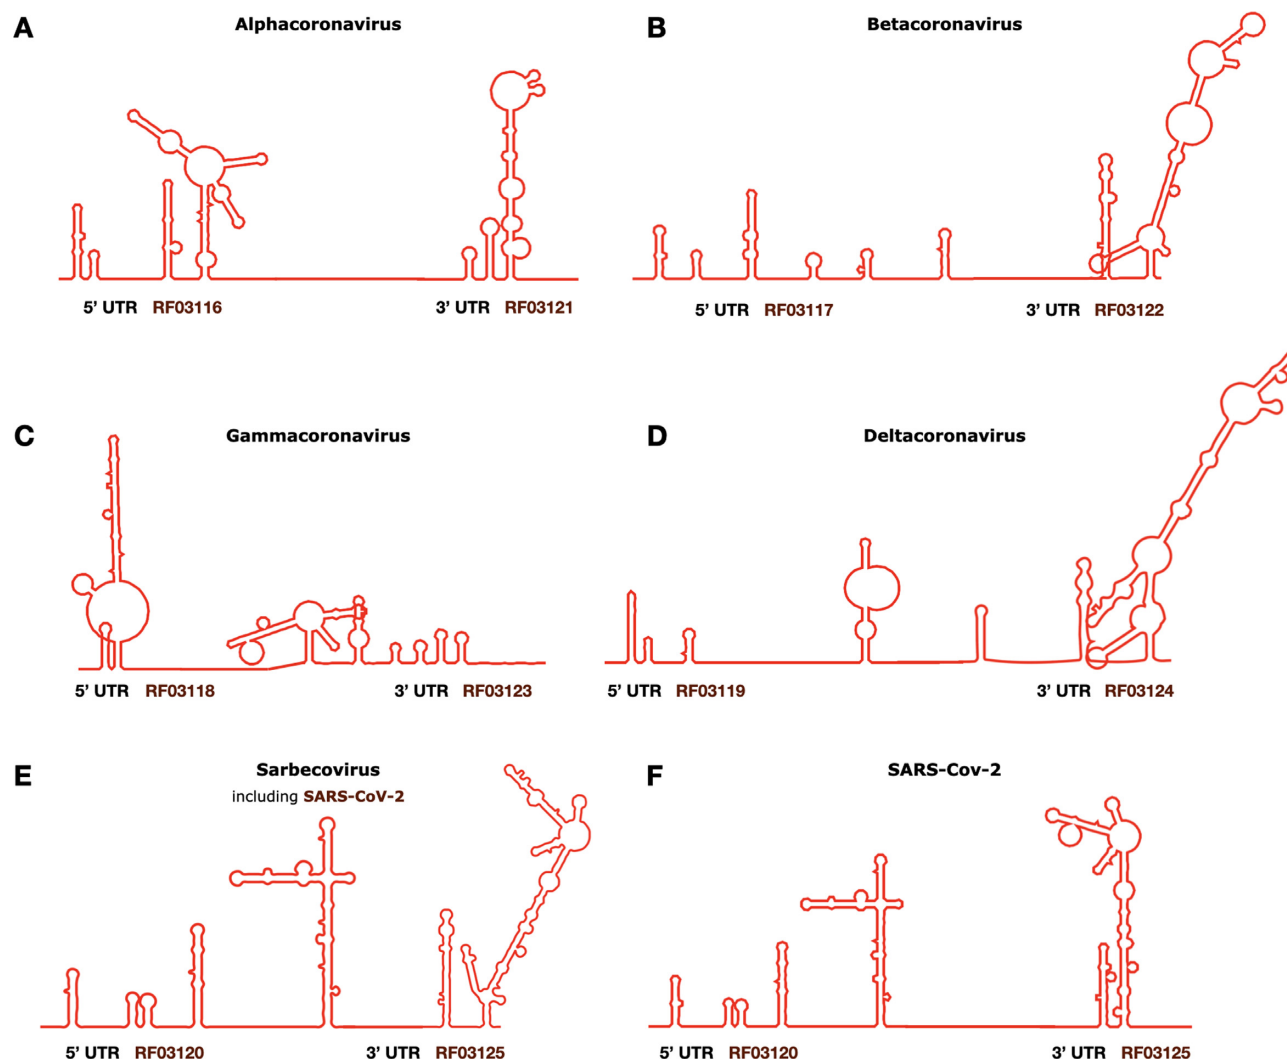 A Alphacoronavirus
B Betacoronavirus
5’ UTR RF03116 3’ UTR RF03121
5’ UTR RF03117 3’ UTR RF03122
C Gammacoronavirus
D Deltacoronavirus
5’ UTR RF03118 3’ UTR RF03123
5’ UTR RF03119 3’ UTR RF03124
E Sarbecovirus
including SARS-CoV-2
F SARS-Cov-2
5’ UTR RF03120 3’ UTR RF03125
5’ UTR RF03120 3’ UTR RF03125